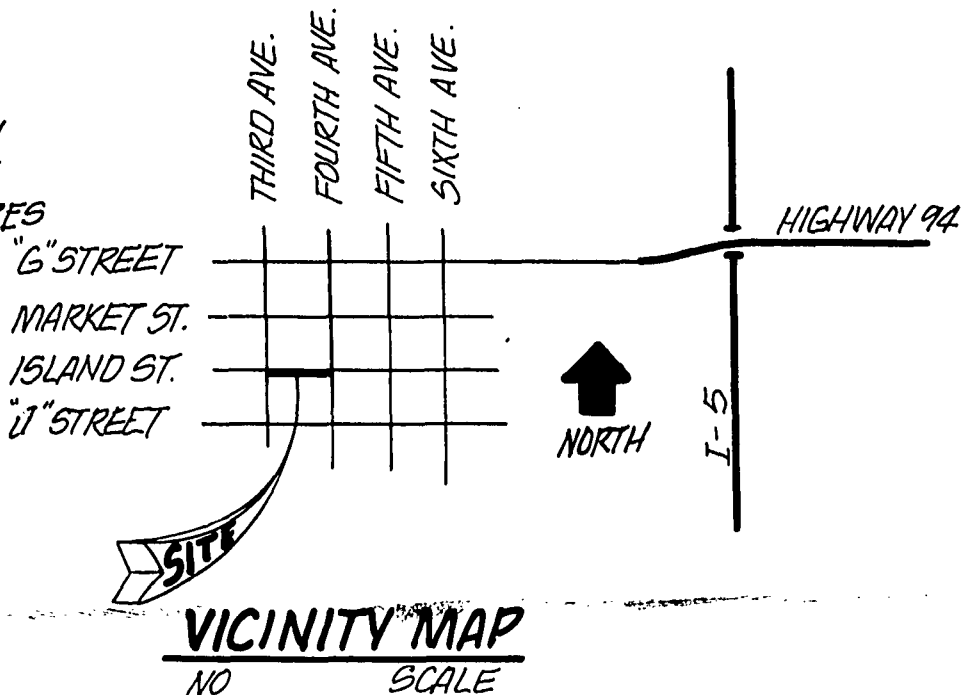 THIRD AVE.
FOURTH AVE.
FIFTH AVE.
SIXTH AVE.
HIGHWAY 94
"G" STREET
MARKET ST.
ISLAND ST.
"J" STREET
NORTH
I-5
SITE
VICINITY MAP
NO SCALE